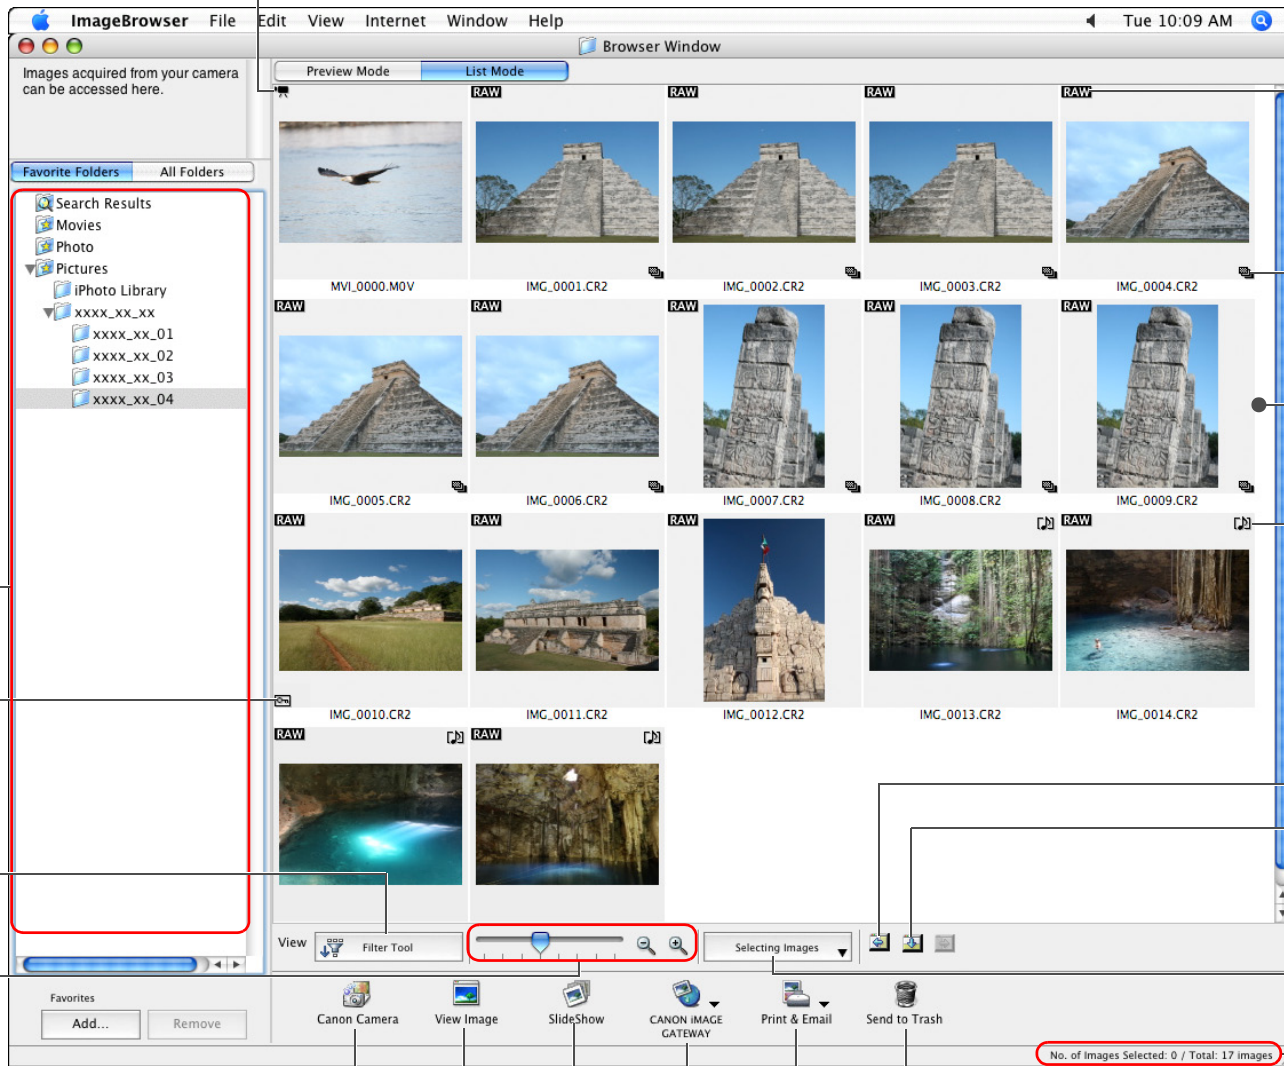 ImageBrowser File Edit View Internet Window Help Tue 10:09 AM
Browser Window
Images acquired from your camera
can be accessed here.
Preview Mode List Mode
Favorite Folders All Folders
Search Results
Movies
Photo
Pictures
iPhoto Library
xxxx_xx_xx
xxxx_xx_01
xxxx_xx_02
xxxx_xx_03
xxxx_xx_04
RAW RAW RAW RAW
MVI_0000.M0V IMG_0001.CR2 IMG_0002.CR2 IMG_0003.CR2 IMG_0004.CR2
RAW RAW RAW RAW RAW
IMG_0005.CR2 IMG_0006.CR2 IMG_0007.CR2 IMG_0008.CR2 IMG_0009.CR2
RAW RAW RAW RAW RAW
IMG_0010.CR2 IMG_0011.CR2 IMG_0012.CR2 IMG_0013.CR2 IMG_0014.CR2
RAW RAW
View Filter Tool Selecting Images
Favorites
Add... Remove
Canon Camera View Image SlideShow CANON iMAGE GATEWAY Print & Email Send to Trash
No. of Images Selected: 0 / Total: 17 images